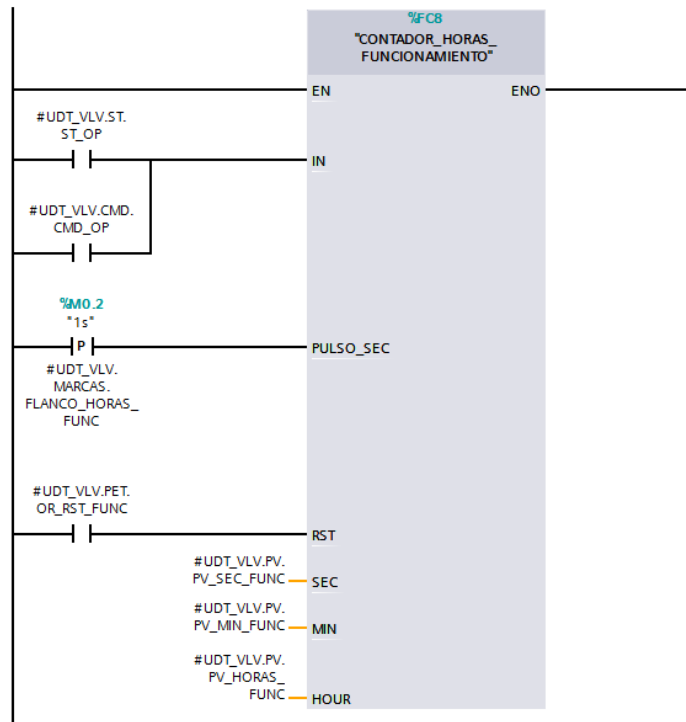 %FC8
"CONTADOR_HORAS_
FUNCIONAMIENTO"
EN
ENO
#UDT_VLV.ST.
ST_OP
IN
#UDT_VLV.CMD.
CMD_OP
%M0.2
"1s"
P
PULSO_SEC
#UDT_VLV.
MARCAS.
FLANCO_HORAS_
FUNC
#UDT_VLV.PET.
OR_RST_FUNC
RST
#UDT_VLV.PV.
PV_SEC_FUNC
SEC
#UDT_VLV.PV.
PV_MIN_FUNC
MIN
#UDT_VLV.PV.
PV_HORAS_
FUNC
HOUR